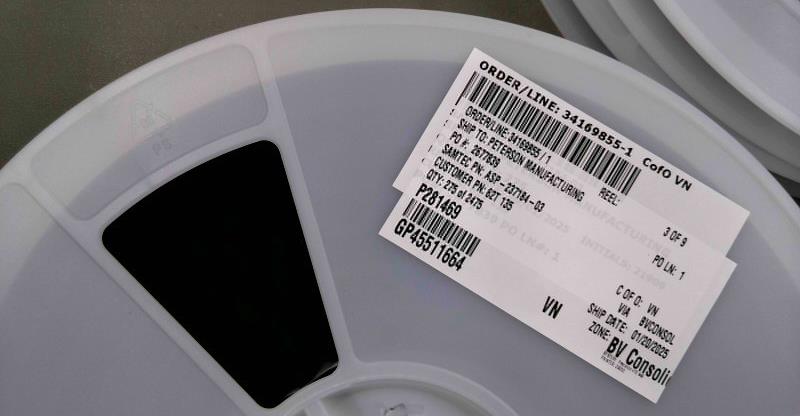 ORDER/LINE: 34169855-1 CofO VN
ORDER/LINE:34169855 / 1
SHIP TO: PETERSON MANUFACTURING REEL: 3 OF 9
PO #: 2677839 PO LN: 1
SAMTEC PN: ASP-237184-03
CUSTOMER PN: 62T 135
QTY: 275 of 2475
P281469
GP45511664
VN
C OF O: VN
VIA BVCONSOL
SHIP DATE: 01/20/2025
ZONE: BV Consoli
PS